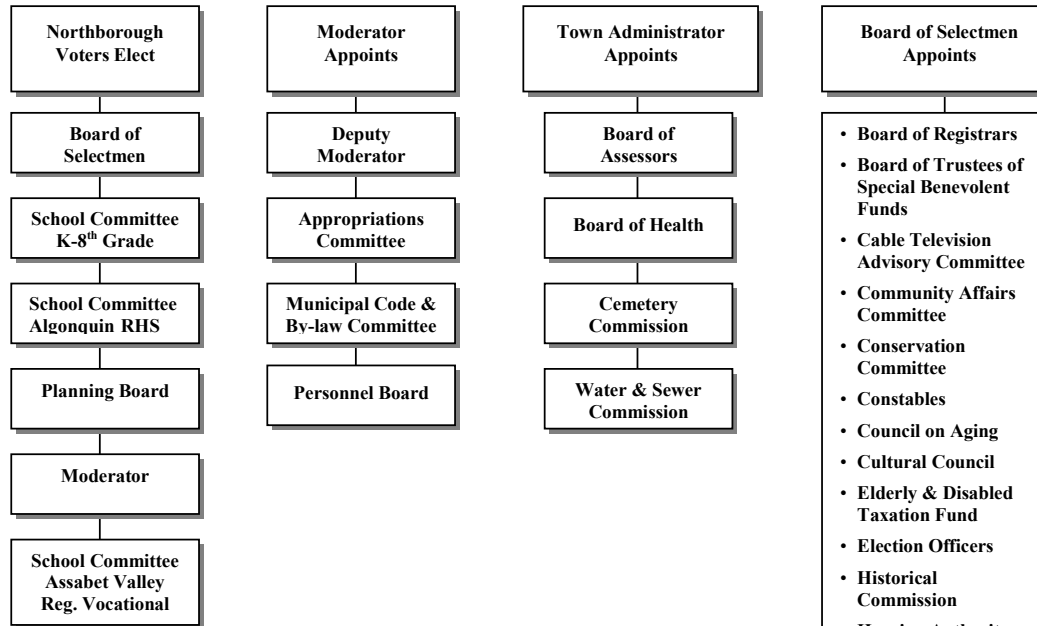 Northborough
Voters Elect
Board of
Selectmen
School Committee
K-8th Grade
School Committee
Algonquin RHS
Planning Board
Moderator
School Committee
Assabet Valley
Reg. Vocational
Moderator
Appoints
Deputy
Moderator
Appropriations
Committee
Municipal Code &
By-law Committee
Personnel Board
Town Administrator
Appoints
Board of
Assessors
Board of Health
Cemetery
Commission
Water & Sewer
Commission
Board of Selectmen
Appoints
• Board of Registrars
• Board of Trustees of
Special Benevolent
Funds
• Cable Television
Advisory Committee
• Community Affairs
Committee
• Conservation
Committee
• Constables
• Council on Aging
• Cultural Council
• Elderly & Disabled
Taxation Fund
• Election Officers
• Historical
Commission